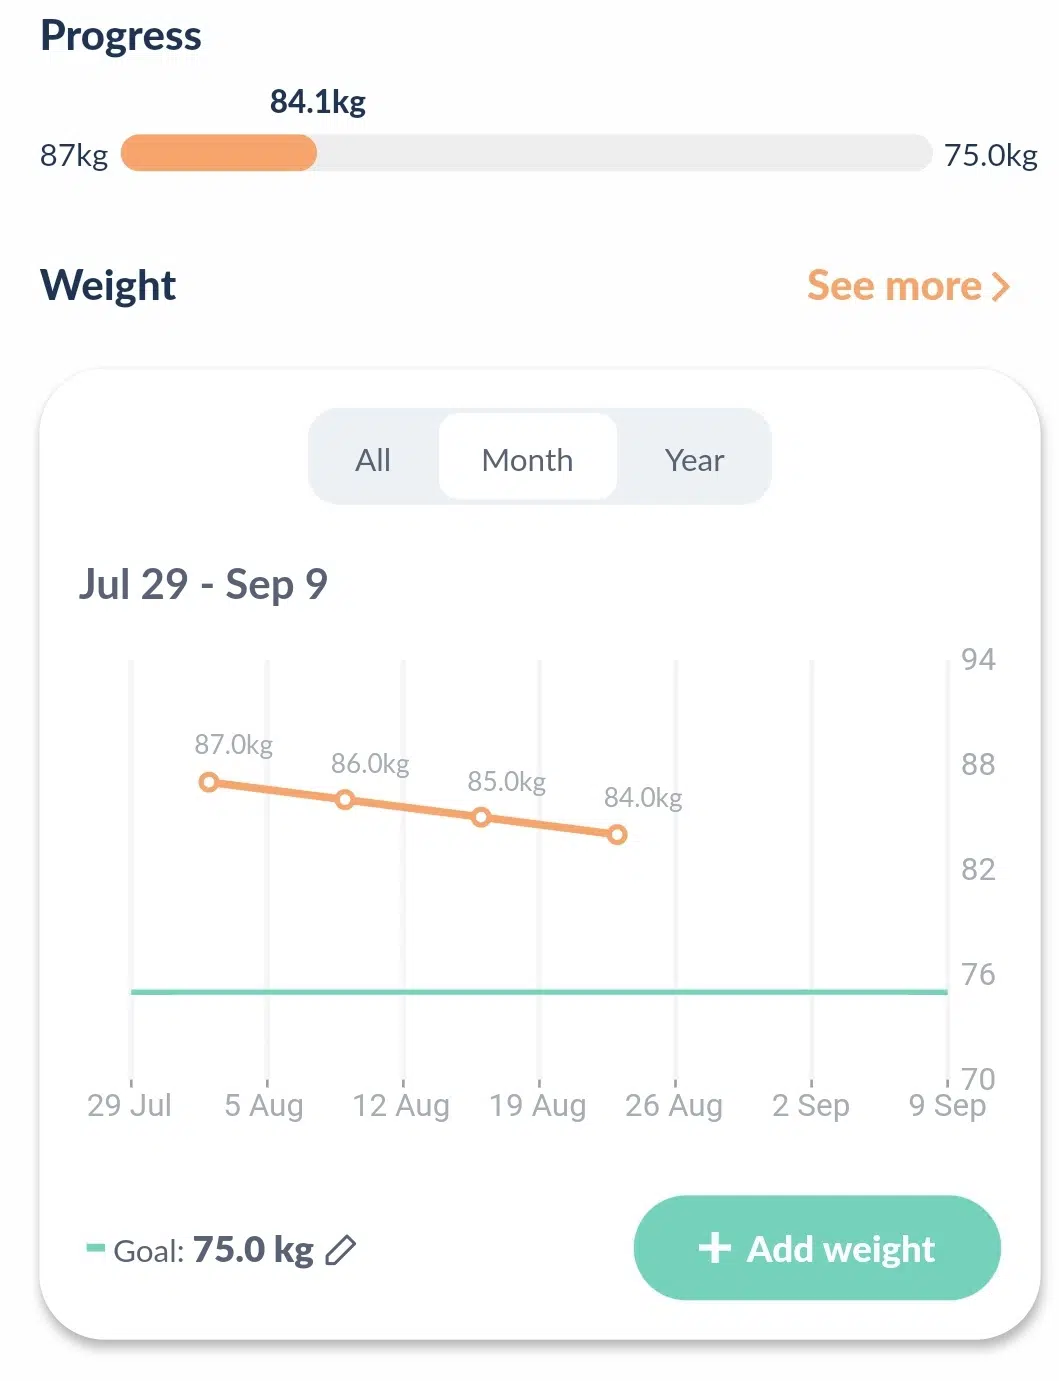 Progress
84.1kg
87kg 75.0kg
Weight See more
All Month Year
Jul 29 - Sep 9
94
87.0kg 86.0kg 85.0kg 84.0kg
88
82
76
70
29 Jul 5 Aug 12 Aug 19 Aug 26 Aug 2 Sep 9 Sep
Goal: 75.0 kg + Add weight